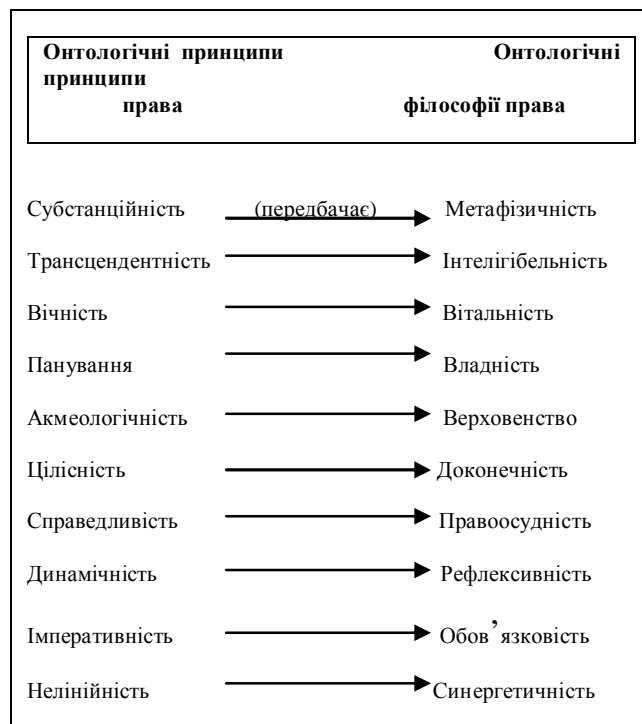 Онтологічні принципи Онтологічні
принципи
права філософії права
Субстанційність (передбачає) Метафізичність
Трансцендентність Інтелігібельність
Вічність Вітальність
Панування Владність
Акмеологічність Верховенство
Цілісність Доконечність
Справедливість Правоосудність
Динамічність Рефлексивність
Імперативність Обов’язковість
Нелінійність Синергетичність